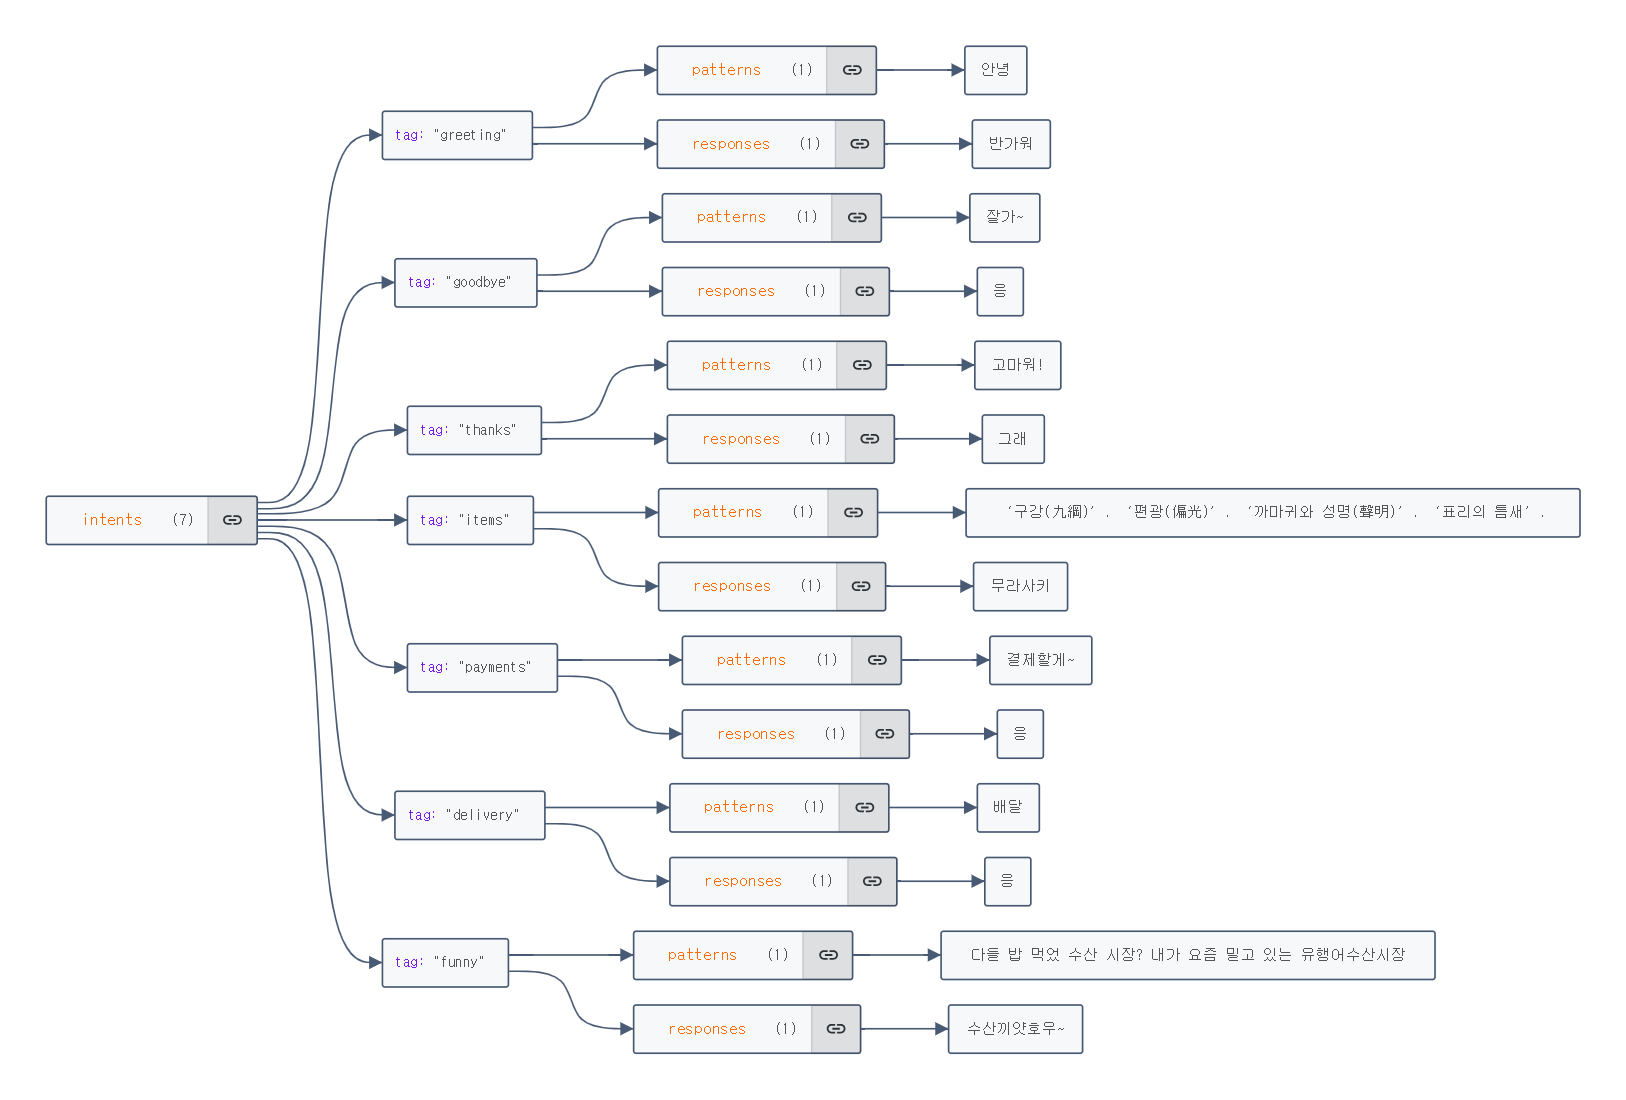 patterns (1) 안녕
tag: "greeting"
responses (1) 반가워
patterns (1) 잘가~
tag: "goodbye"
responses (1) 응
patterns (1) 고마워!
tag: "thanks"
responses (1) 그래
intents (7)
tag: "items"
patterns (1) ‘구강(九綱)’. ‘편광(偏光)’. ‘까마귀와 성명(聲明)’. ‘표리의 틈새’.
responses (1) 무라사키
patterns (1) 결제할게~
tag: "payments"
responses (1) 응
patterns (1) 배달
tag: "delivery"
responses (1) 응
patterns (1) 다들 밥 먹었 수산 시장? 내가 요즘 밀고 있는 유행어수산시장
tag: "funny"
responses (1) 수산끼얏호우~